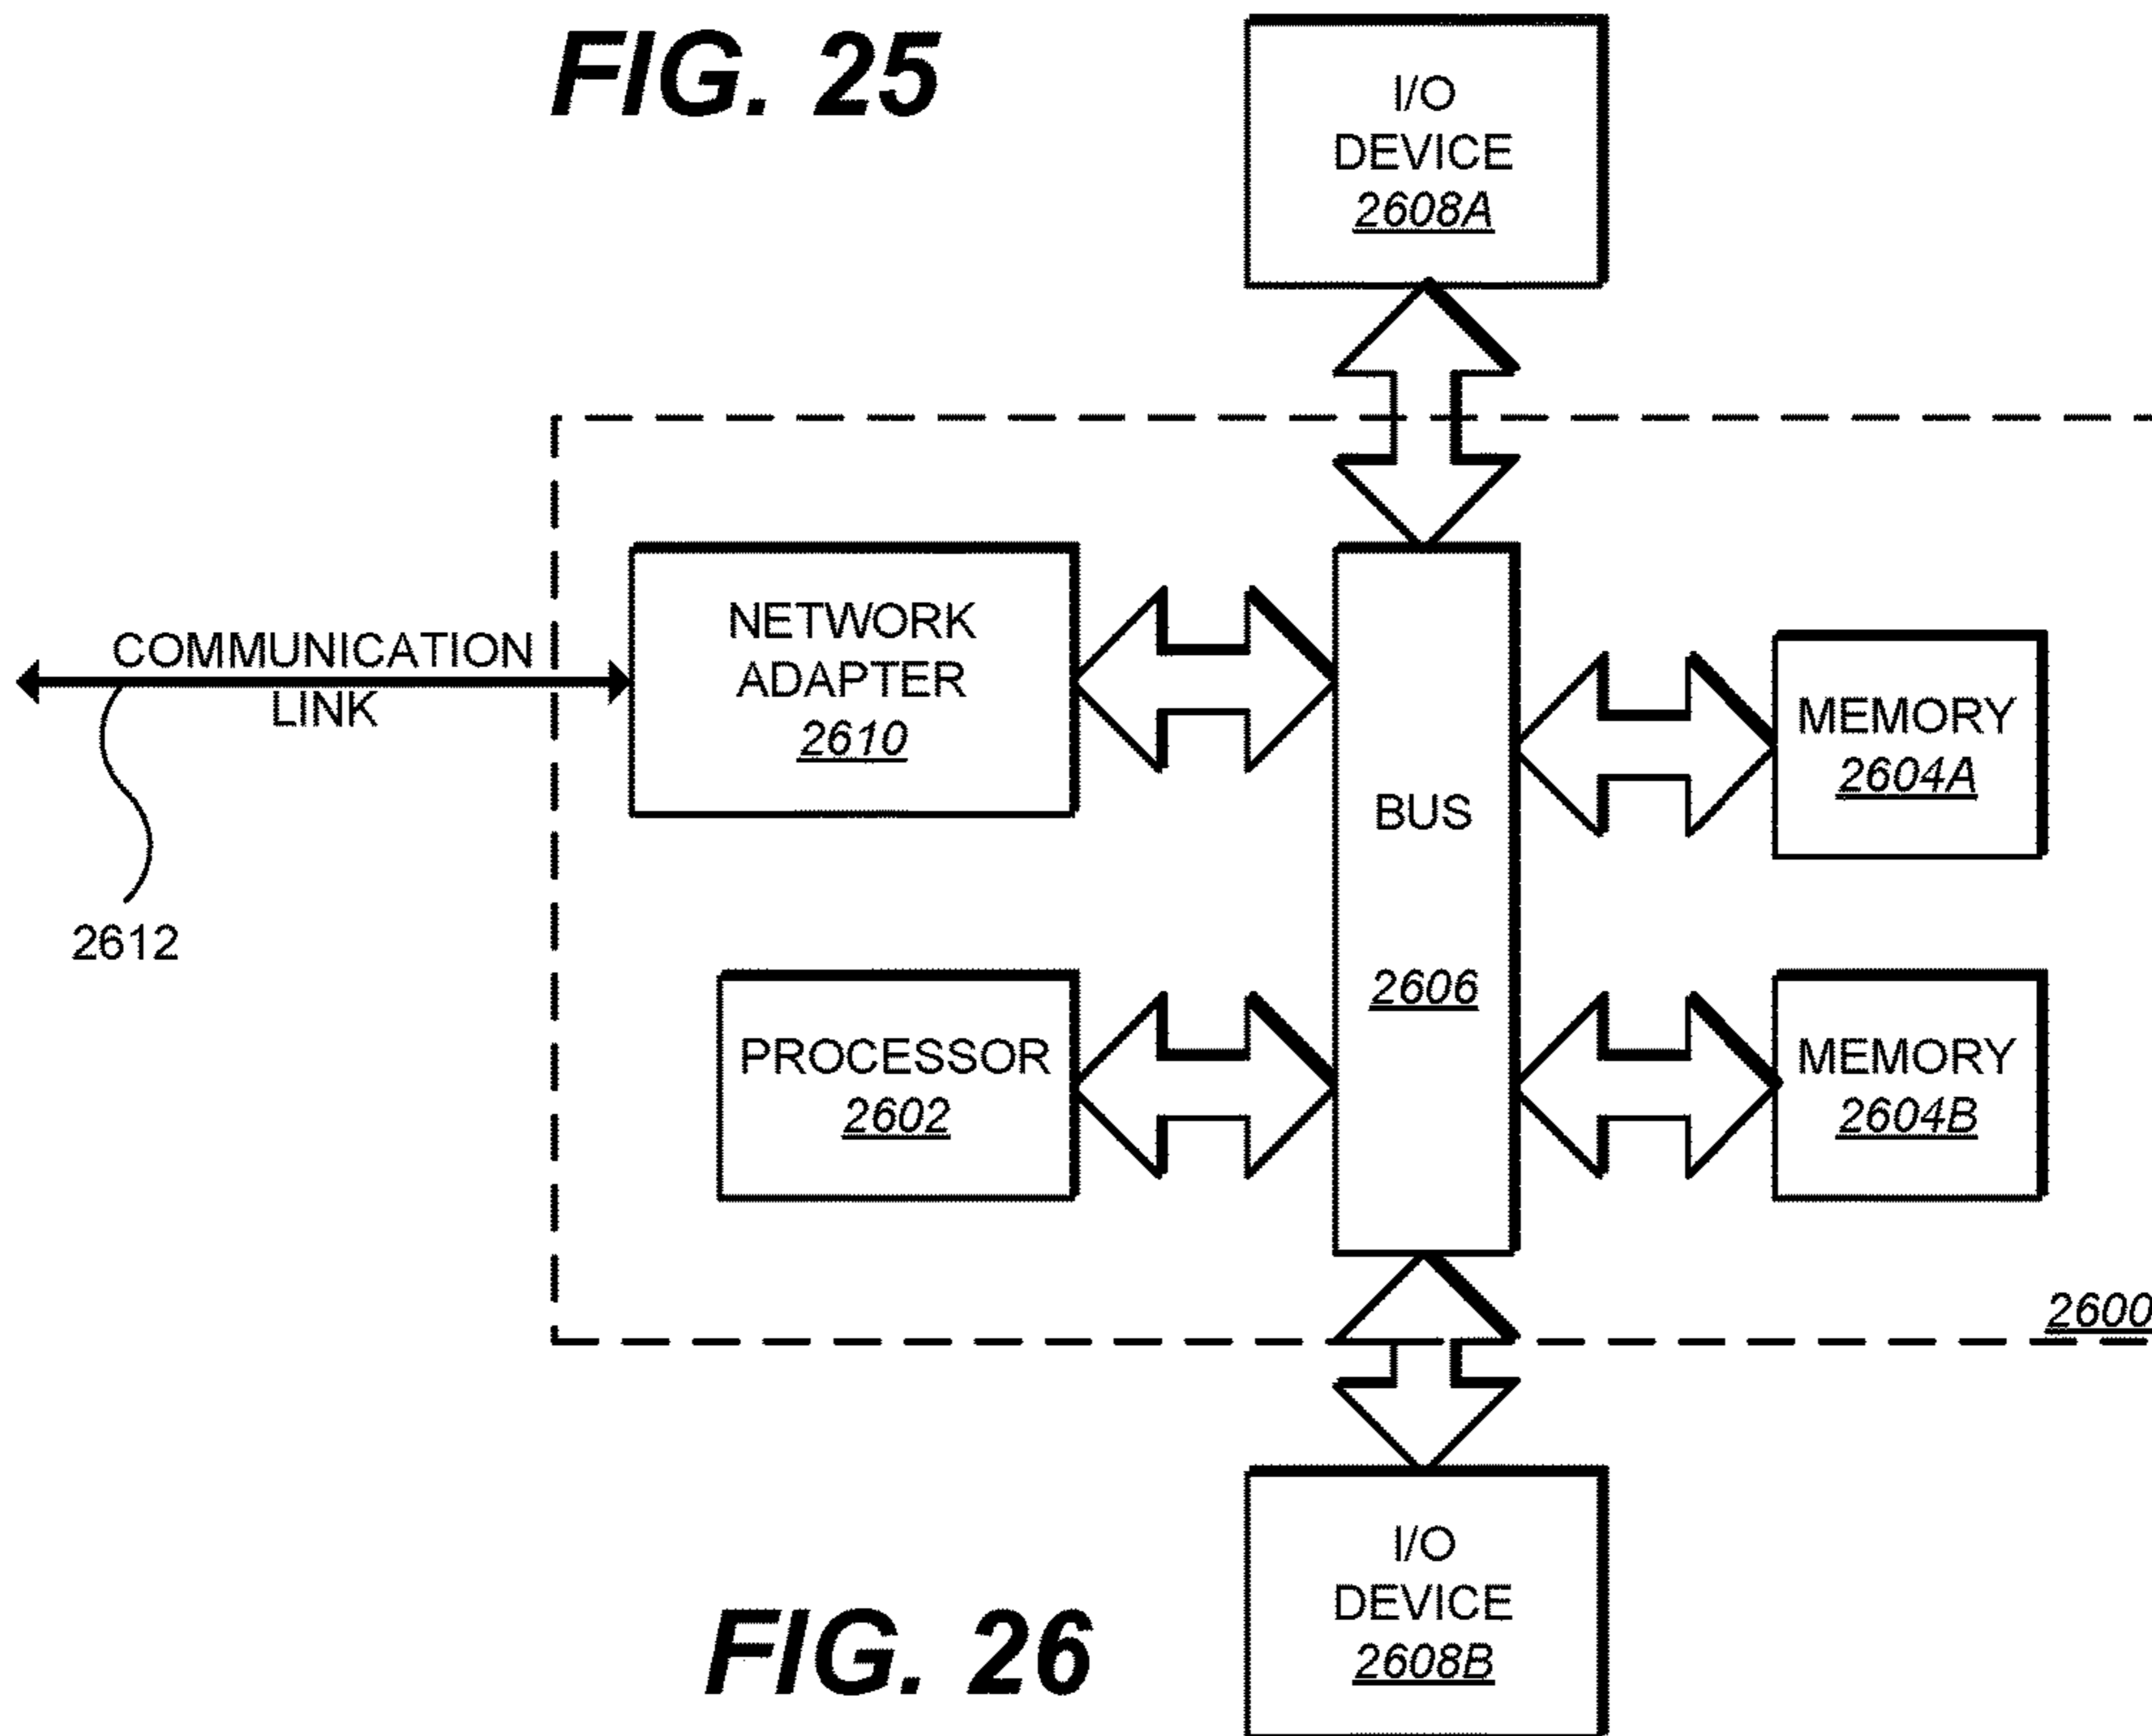 FIG. 25
I/O
DEVICE
2608A
COMMUNICATION
LINK
2612
NETWORK
ADAPTER
2610
BUS
2606
MEMORY
2604A
PROCESSOR
2602
MEMORY
2604B
2600
I/O
DEVICE
2608B
FIG. 26